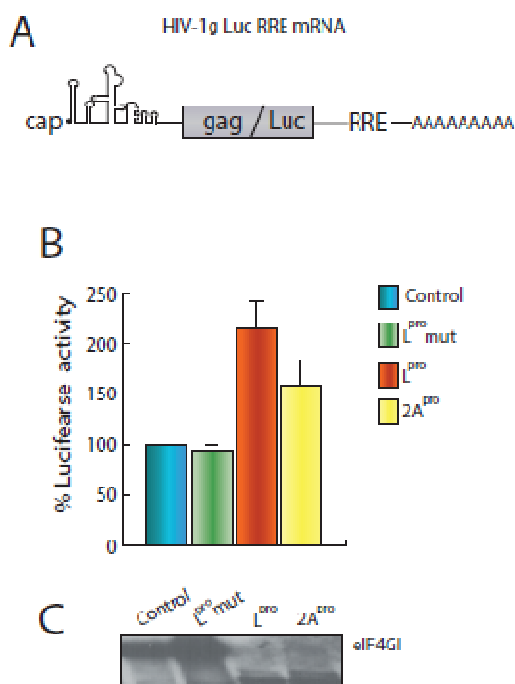 A
HIV-1g Luc RRE mRNA
cap
gag / Luc
RRE
AAAAAAAAA
B
% Lucifearse activity
250
200
150
100
50
0
Control
Lpro mut
Lpro
2Apro
C
Control
Lpro mut
Lpro
2Apro
eIF4GI